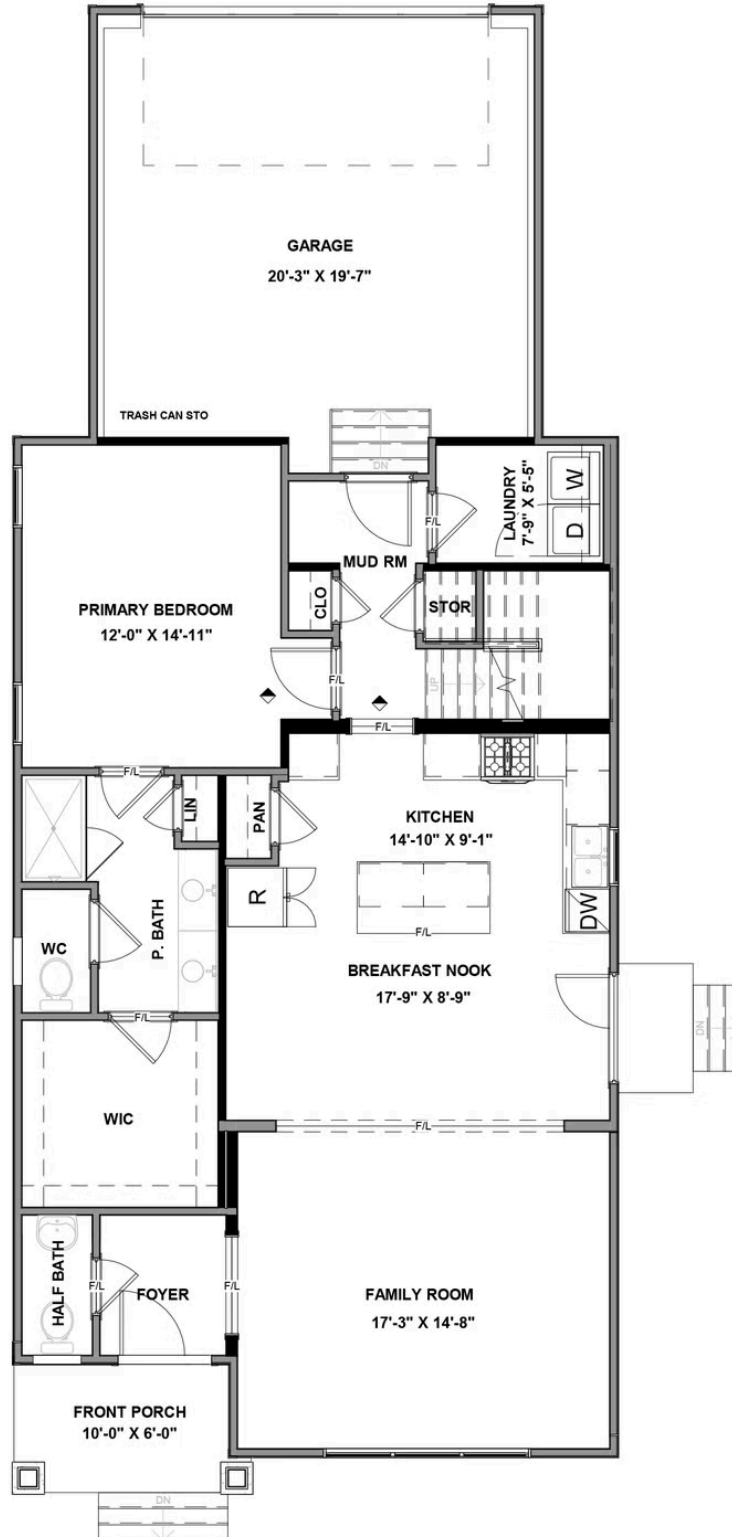 GARAGE
20'-3" X 19'-7"
TRASH CAN STO
DN
LAUNDRY
7'-9" X 5'-5"
W
D
F/L
MUD RM
CLO
STOR
PRIMARY BEDROOM
12'-0" X 14'-11"
F/L
UP
F/L
F/L
LIN
PAN
KITCHEN
14'-10" X 9'-1"
R
DW
P. BATH
WC
F/L
BREAKFAST NOOK
17'-9" X 8'-9"
DN
F/L
WIC
F/L
HALF BATH
F/L
FOYER
F/L
FAMILY ROOM
17'-3" X 14'-8"
FRONT PORCH
10'-0" X 6'-0"
DN